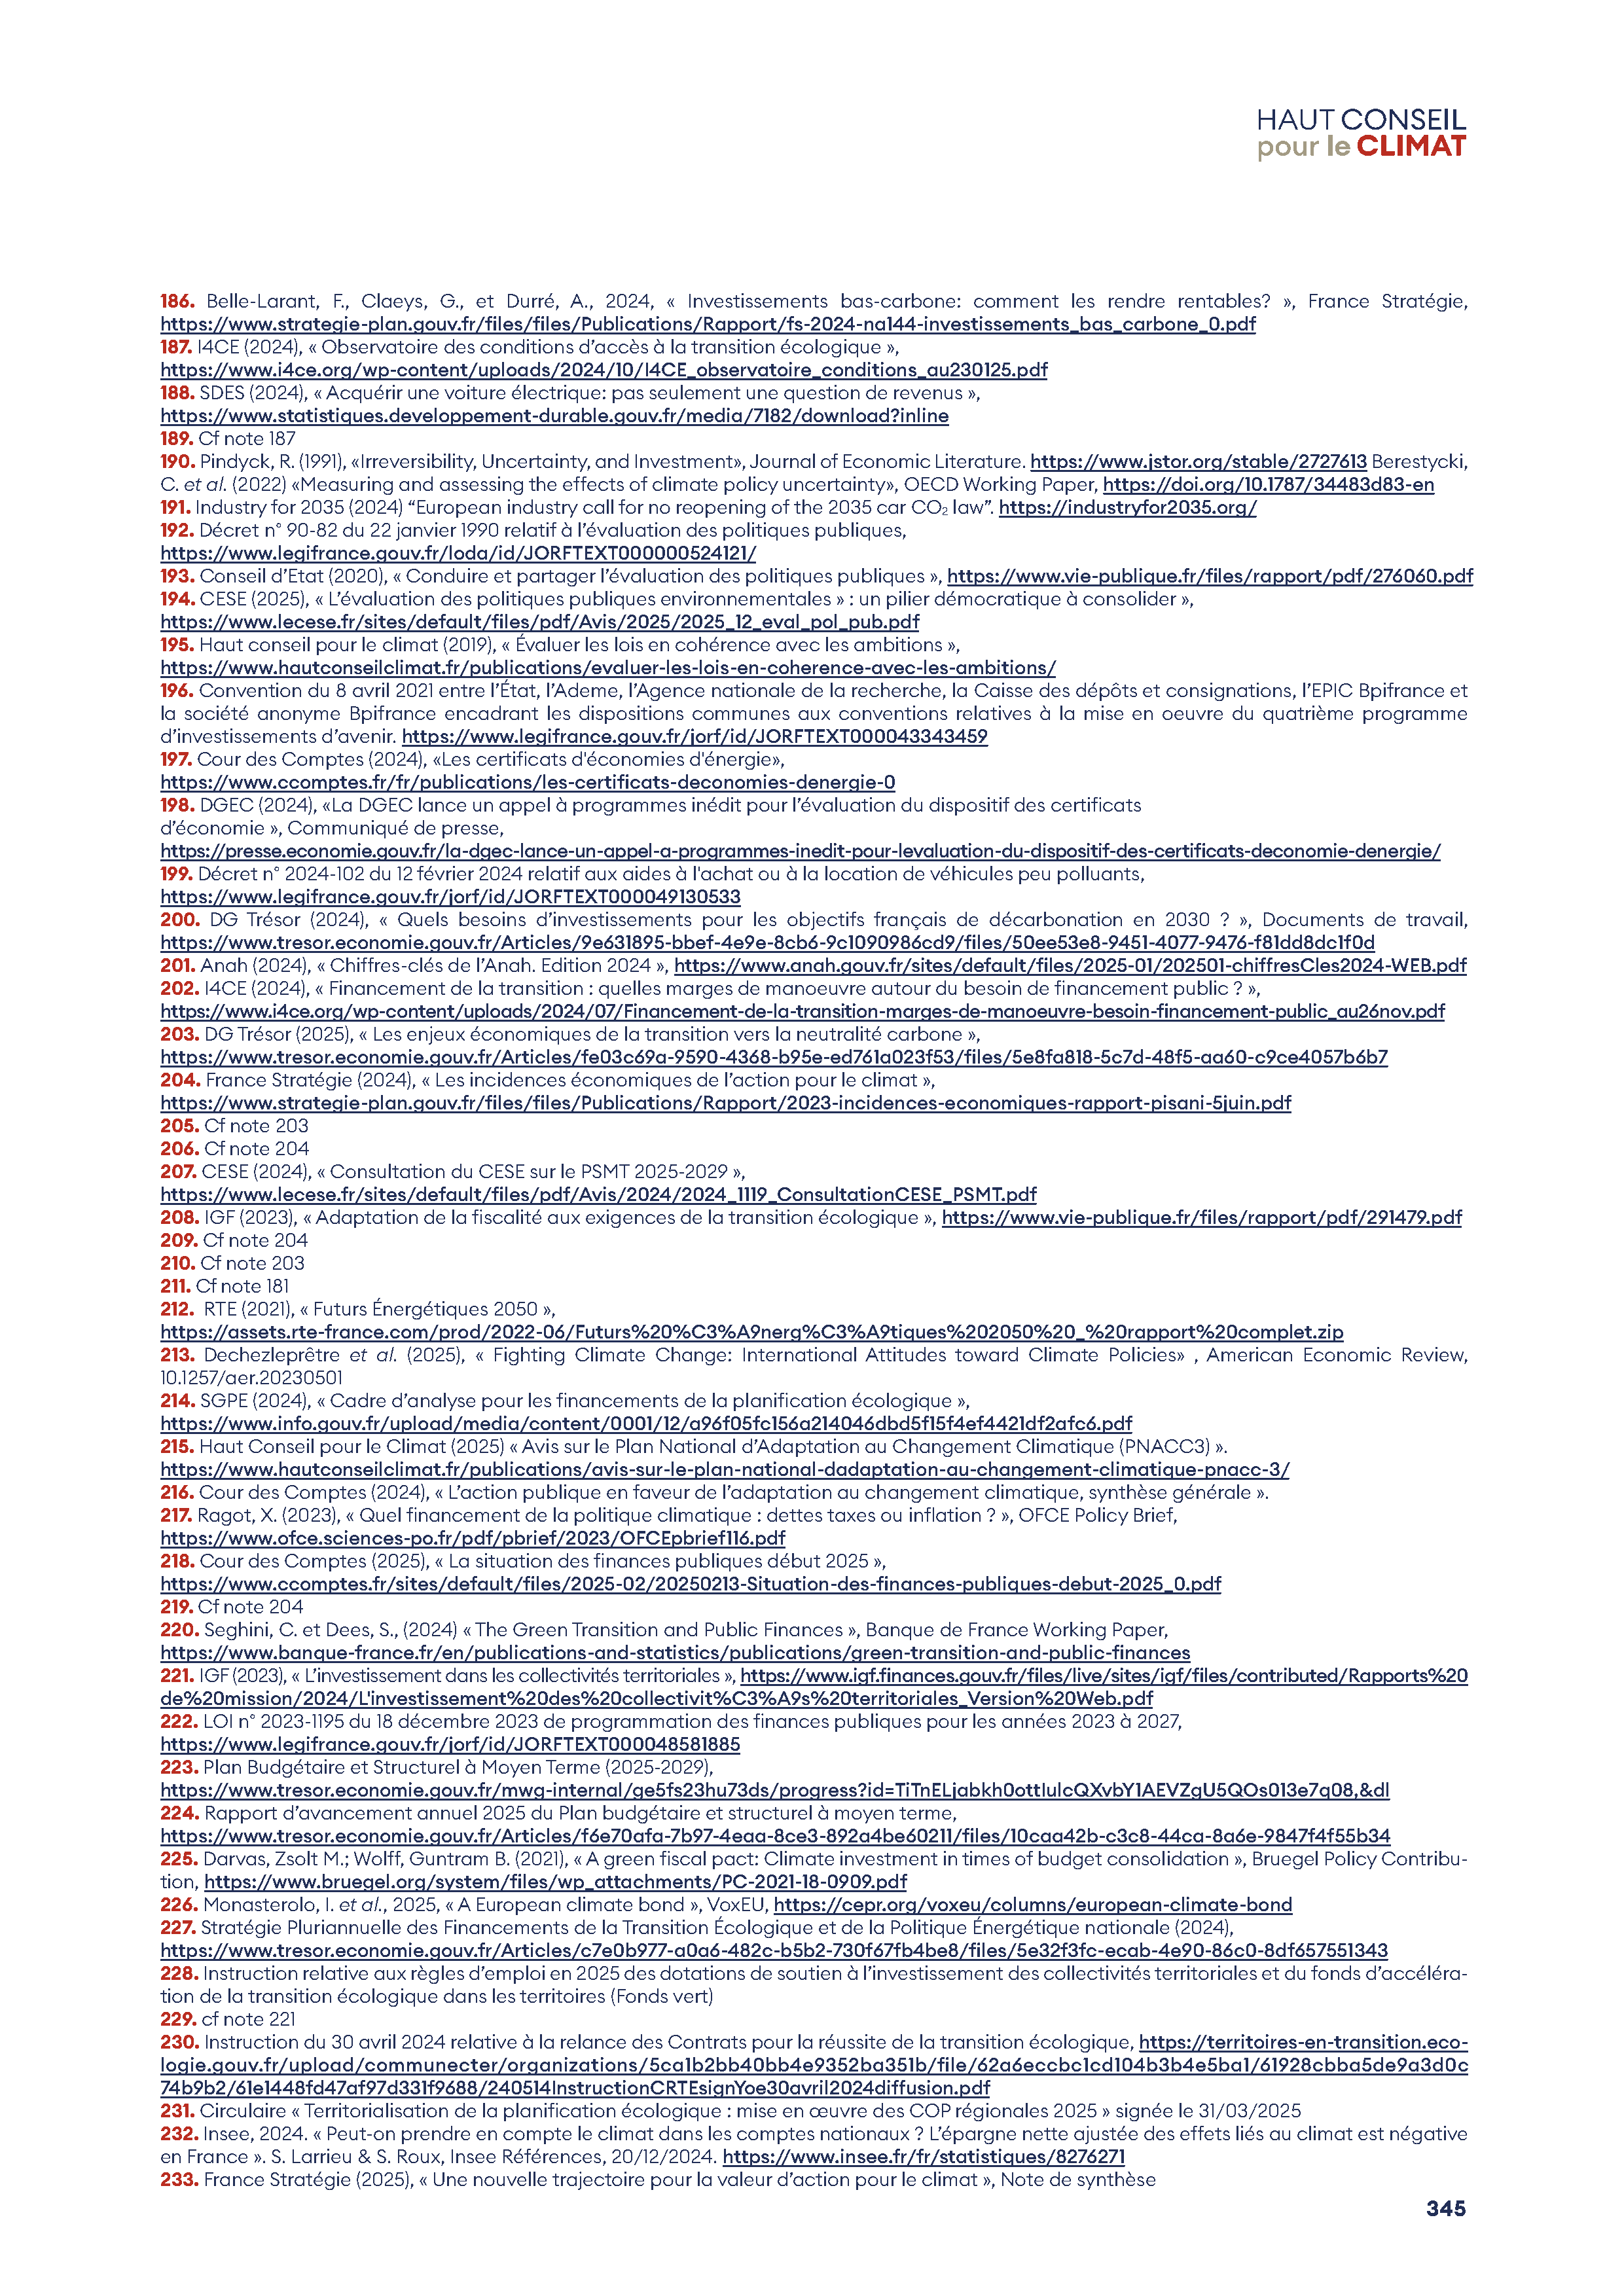 HAUT CONSEIL
pour le CLIMAT
186. Belle-Larant, F., Claeys, G., et Durré, A., 2024, « Investissements bas-carbone: comment les rendre rentables? », France Stratégie,
https://www.strategie-plan.gouv.fr/files/files/Publications/Rapport/fs-2024-na144-investissements_bas_carbone_0.pdf
187. I4CE (2024), « Observatoire des conditions d’accès à la transition écologique »,
https://www.i4ce.org/wp-content/uploads/2024/10/I4CE_observatoire_conditions_au230125.pdf
188. SDES (2024), « Acquérir une voiture électrique: pas seulement une question de revenus »,
https://www.statistiques.developpement-durable.gouv.fr/media/7182/download?inline
189. Cf note 187
190. Pindyck, R. (1991), «Irreversibility, Uncertainty, and Investment», Journal of Economic Literature. https://www.jstor.org/stable/2727613 Berestycki,
C. et al. (2022) «Measuring and assessing the effects of climate policy uncertainty», OECD Working Paper, https://doi.org/10.1787/34483d83-en
191. Industry for 2035 (2024) “European industry call for no reopening of the 2035 car CO₂ law”. https://industryfor2035.org/
192. Décret n° 90-82 du 22 janvier 1990 relatif à l’évaluation des politiques publiques,
https://www.legifrance.gouv.fr/loda/id/JORFTEXT000000524121/
193. Conseil d’Etat (2020), « Conduire et partager l’évaluation des politiques publiques », https://www.vie-publique.fr/files/rapport/pdf/276060.pdf
194. CESE (2025), « L’évaluation des politiques publiques environnementales » : un pilier démocratique à consolider »,
https://www.lecese.fr/sites/default/files/pdf/Avis/2025/2025_12_eval_pol_pub.pdf
195. Haut conseil pour le climat (2019), « Évaluer les lois en cohérence avec les ambitions »,
https://www.hautconseilclimat.fr/publications/evaluer-les-lois-en-coherence-avec-les-ambitions/
196. Convention du 8 avril 2021 entre l’État, l’Ademe, l’Agence nationale de la recherche, la Caisse des dépôts et consignations, l’EPIC Bpifrance et
la société anonyme Bpifrance encadrant les dispositions communes aux conventions relatives à la mise en oeuvre du quatrième programme
d’investissements d’avenir. https://www.legifrance.gouv.fr/jorf/id/JORFTEXT000043343459
197. Cour des Comptes (2024), «Les certificats d'économies d'énergie»,
https://www.ccomptes.fr/fr/publications/les-certificats-deconomies-denergie-0
198. DGEC (2024), «La DGEC lance un appel à programmes inédit pour l’évaluation du dispositif des certificats
d’économie », Communiqué de presse,
https://presse.economie.gouv.fr/la-dgec-lance-un-appel-a-programmes-inedit-pour-levaluation-du-dispositif-des-certificats-deconomie-denergie/
199. Décret n° 2024-102 du 12 février 2024 relatif aux aides à l'achat ou à la location de véhicules peu polluants,
https://www.legifrance.gouv.fr/jorf/id/JORFTEXT000049130533
200. DG Trésor (2024), « Quels besoins d’investissements pour les objectifs français de décarbonation en 2030 ? », Documents de travail,
https://www.tresor.economie.gouv.fr/Articles/9e631895-bbef-4e9e-8cb6-9c1090986cd9/files/50ee53e8-9451-4077-9476-f81dd8dc1f0d
201. Anah (2024), « Chiffres-clés de l’Anah. Edition 2024 », https://www.anah.gouv.fr/sites/default/files/2025-01/202501-chiffresCles2024-WEB.pdf
202. I4CE (2024), « Financement de la transition : quelles marges de manoeuvre autour du besoin de financement public ? »,
https://www.i4ce.org/wp-content/uploads/2024/07/Financement-de-la-transition-marges-de-manoeuvre-besoin-financement-public_au26nov.pdf
203. DG Trésor (2025), « Les enjeux économiques de la transition vers la neutralité carbone »,
https://www.tresor.economie.gouv.fr/Articles/fe03c69a-9590-4368-b95e-ed761a023f53/files/5e8fa818-5c7d-48f5-aa60-c9ce4057b6b7
204. France Stratégie (2024), « Les incidences économiques de l’action pour le climat »,
https://www.strategie-plan.gouv.fr/files/files/Publications/Rapport/2023-incidences-economiques-rapport-pisani-5juin.pdf
205. Cf note 203
206. Cf note 204
207. CESE (2024), « Consultation du CESE sur le PSMT 2025-2029 »,
https://www.lecese.fr/sites/default/files/pdf/Avis/2024/2024_1119_ConsultationCESE_PSMT.pdf
208. IGF (2023), « Adaptation de la fiscalité aux exigences de la transition écologique », https://www.vie-publique.fr/files/rapport/pdf/291479.pdf
209. Cf note 204
210. Cf note 203
211. Cf note 181
212. RTE (2021), « Futurs Énergétiques 2050 »,
https://assets.rte-france.com/prod/2022-06/Futurs%20%C3%A9nerg%C3%A9tiques%202050%20_%20rapport%20complet.zip
213. Dechezleprêtre et al. (2025), « Fighting Climate Change: International Attitudes toward Climate Policies» , American Economic Review,
10.1257/aer.20230501
214. SGPE (2024), « Cadre d’analyse pour les financements de la planification écologique »,
https://www.info.gouv.fr/upload/media/content/0001/12/a96f05fc156a214046dbd5f15f4ef4421df2afc6.pdf
215. Haut Conseil pour le Climat (2025) « Avis sur le Plan National d’Adaptation au Changement Climatique (PNACC3) ».
https://www.hautconseilclimat.fr/publications/avis-sur-le-plan-national-dadaptation-au-changement-climatique-pnacc-3/
216. Cour des Comptes (2024), « L’action publique en faveur de l’adaptation au changement climatique, synthèse générale ».
217. Ragot, X. (2023), « Quel financement de la politique climatique : dettes taxes ou inflation ? », OFCE Policy Brief,
https://www.ofce.sciences-po.fr/pdf/pbrief/2023/OFCEpbrief116.pdf
218. Cour des Comptes (2025), « La situation des finances publiques début 2025 »,
https://www.ccomptes.fr/sites/default/files/2025-02/20250213-Situation-des-finances-publiques-debut-2025_0.pdf
219. Cf note 204
220. Seghini, C. et Dees, S., (2024) « The Green Transition and Public Finances », Banque de France Working Paper,
https://www.banque-france.fr/en/publications-and-statistics/publications/green-transition-and-public-finances
221. IGF (2023), « L’investissement dans les collectivités territoriales », https://www.igf.finances.gouv.fr/files/live/sites/igf/files/contributed/Rapports%20
de%20mission/2024/L'investissement%20des%20collectivit%C3%A9s%20territoriales_Version%20Web.pdf
222. LOI n° 2023-1195 du 18 décembre 2023 de programmation des finances publiques pour les années 2023 à 2027,
https://www.legifrance.gouv.fr/jorf/id/JORFTEXT000048581885
223. Plan Budgétaire et Structurel à Moyen Terme (2025-2029),
https://www.tresor.economie.gouv.fr/mwg-internal/ge5fs23hu73ds/progress?id=TiTnELjabkh0ottIulcQXvbY1AEVZgU5QOs013e7q08,&dl
224. Rapport d’avancement annuel 2025 du Plan budgétaire et structurel à moyen terme,
https://www.tresor.economie.gouv.fr/Articles/f6e70afa-7b97-4eaa-8ce3-892a4be60211/files/10caa42b-c3c8-44ca-8a6e-9847f4f55b34
225. Darvas, Zsolt M.; Wolff, Guntram B. (2021), « A green fiscal pact: Climate investment in times of budget consolidation », Bruegel Policy Contribu-
tion, https://www.bruegel.org/system/files/wp_attachments/PC-2021-18-0909.pdf
226. Monasterolo, I. et al., 2025, « A European climate bond », VoxEU, https://cepr.org/voxeu/columns/european-climate-bond
227. Stratégie Pluriannuelle des Financements de la Transition Écologique et de la Politique Énergétique nationale (2024),
https://www.tresor.economie.gouv.fr/Articles/c7e0b977-a0a6-482c-b5b2-730f67fb4be8/files/5e32f3fc-ecab-4e90-86c0-8df657551343
228. Instruction relative aux règles d’emploi en 2025 des dotations de soutien à l’investissement des collectivités territoriales et du fonds d’accéléra-
tion de la transition écologique dans les territoires (Fonds vert)
229. cf note 221
230. Instruction du 30 avril 2024 relative à la relance des Contrats pour la réussite de la transition écologique, https://territoires-en-transition.eco-
logie.gouv.fr/upload/communecter/organizations/5ca1b2bb40bb4e9352ba351b/file/62a6eccbc1cd104b3b4e5ba1/61928cbba5de9a3d0c
74b9b2/61e1448fd47af97d331f9688/240514InstructionCRTEsignYoe30avril2024diffusion.pdf
231. Circulaire « Territorialisation de la planification écologique : mise en œuvre des COP régionales 2025 » signée le 31/03/2025
232. Insee, 2024. « Peut-on prendre en compte le climat dans les comptes nationaux ? L’épargne nette ajustée des effets liés au climat est négative
en France ». S. Larrieu & S. Roux, Insee Références, 20/12/2024. https://www.insee.fr/fr/statistiques/8276271
233. France Stratégie (2025), « Une nouvelle trajectoire pour la valeur d’action pour le climat », Note de synthèse
345